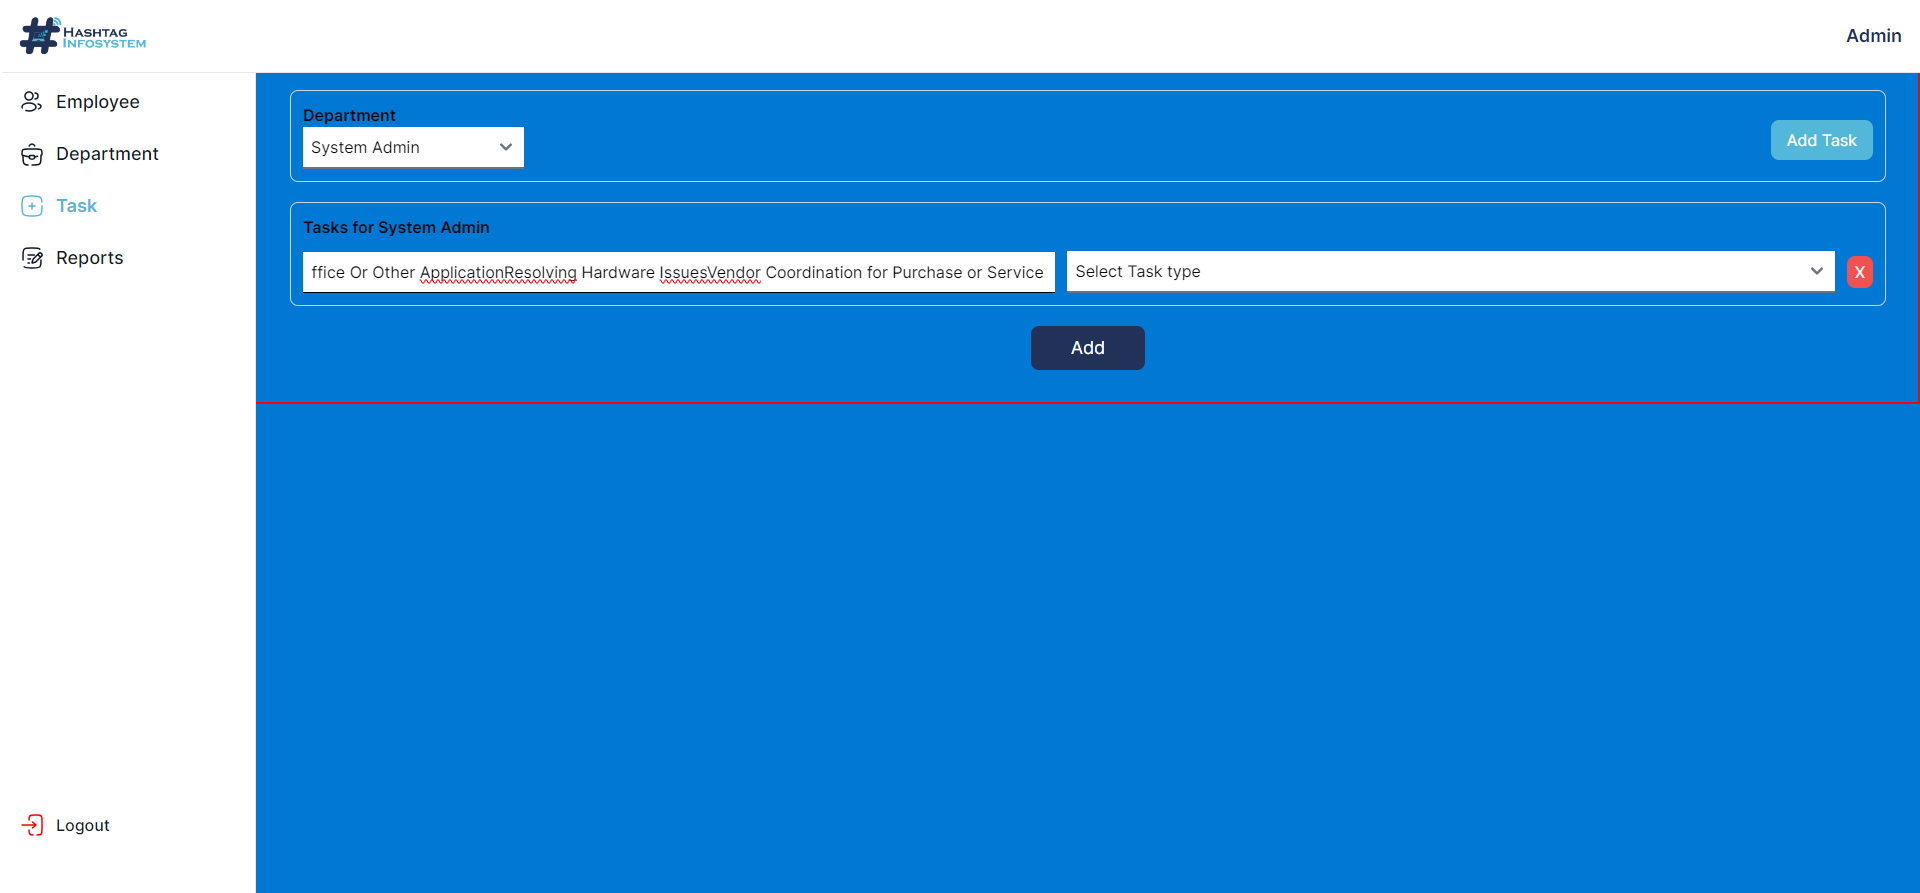 HASHTAG
INFOSYSTEM
Admin
Employee
Department
Task
Reports
Logout
Department
System Admin
Add Task
Tasks for System Admin
ffice Or Other ApplicationResolving Hardware IssuesVendor Coordination for Purchase or Service
Select Task type
X
Add